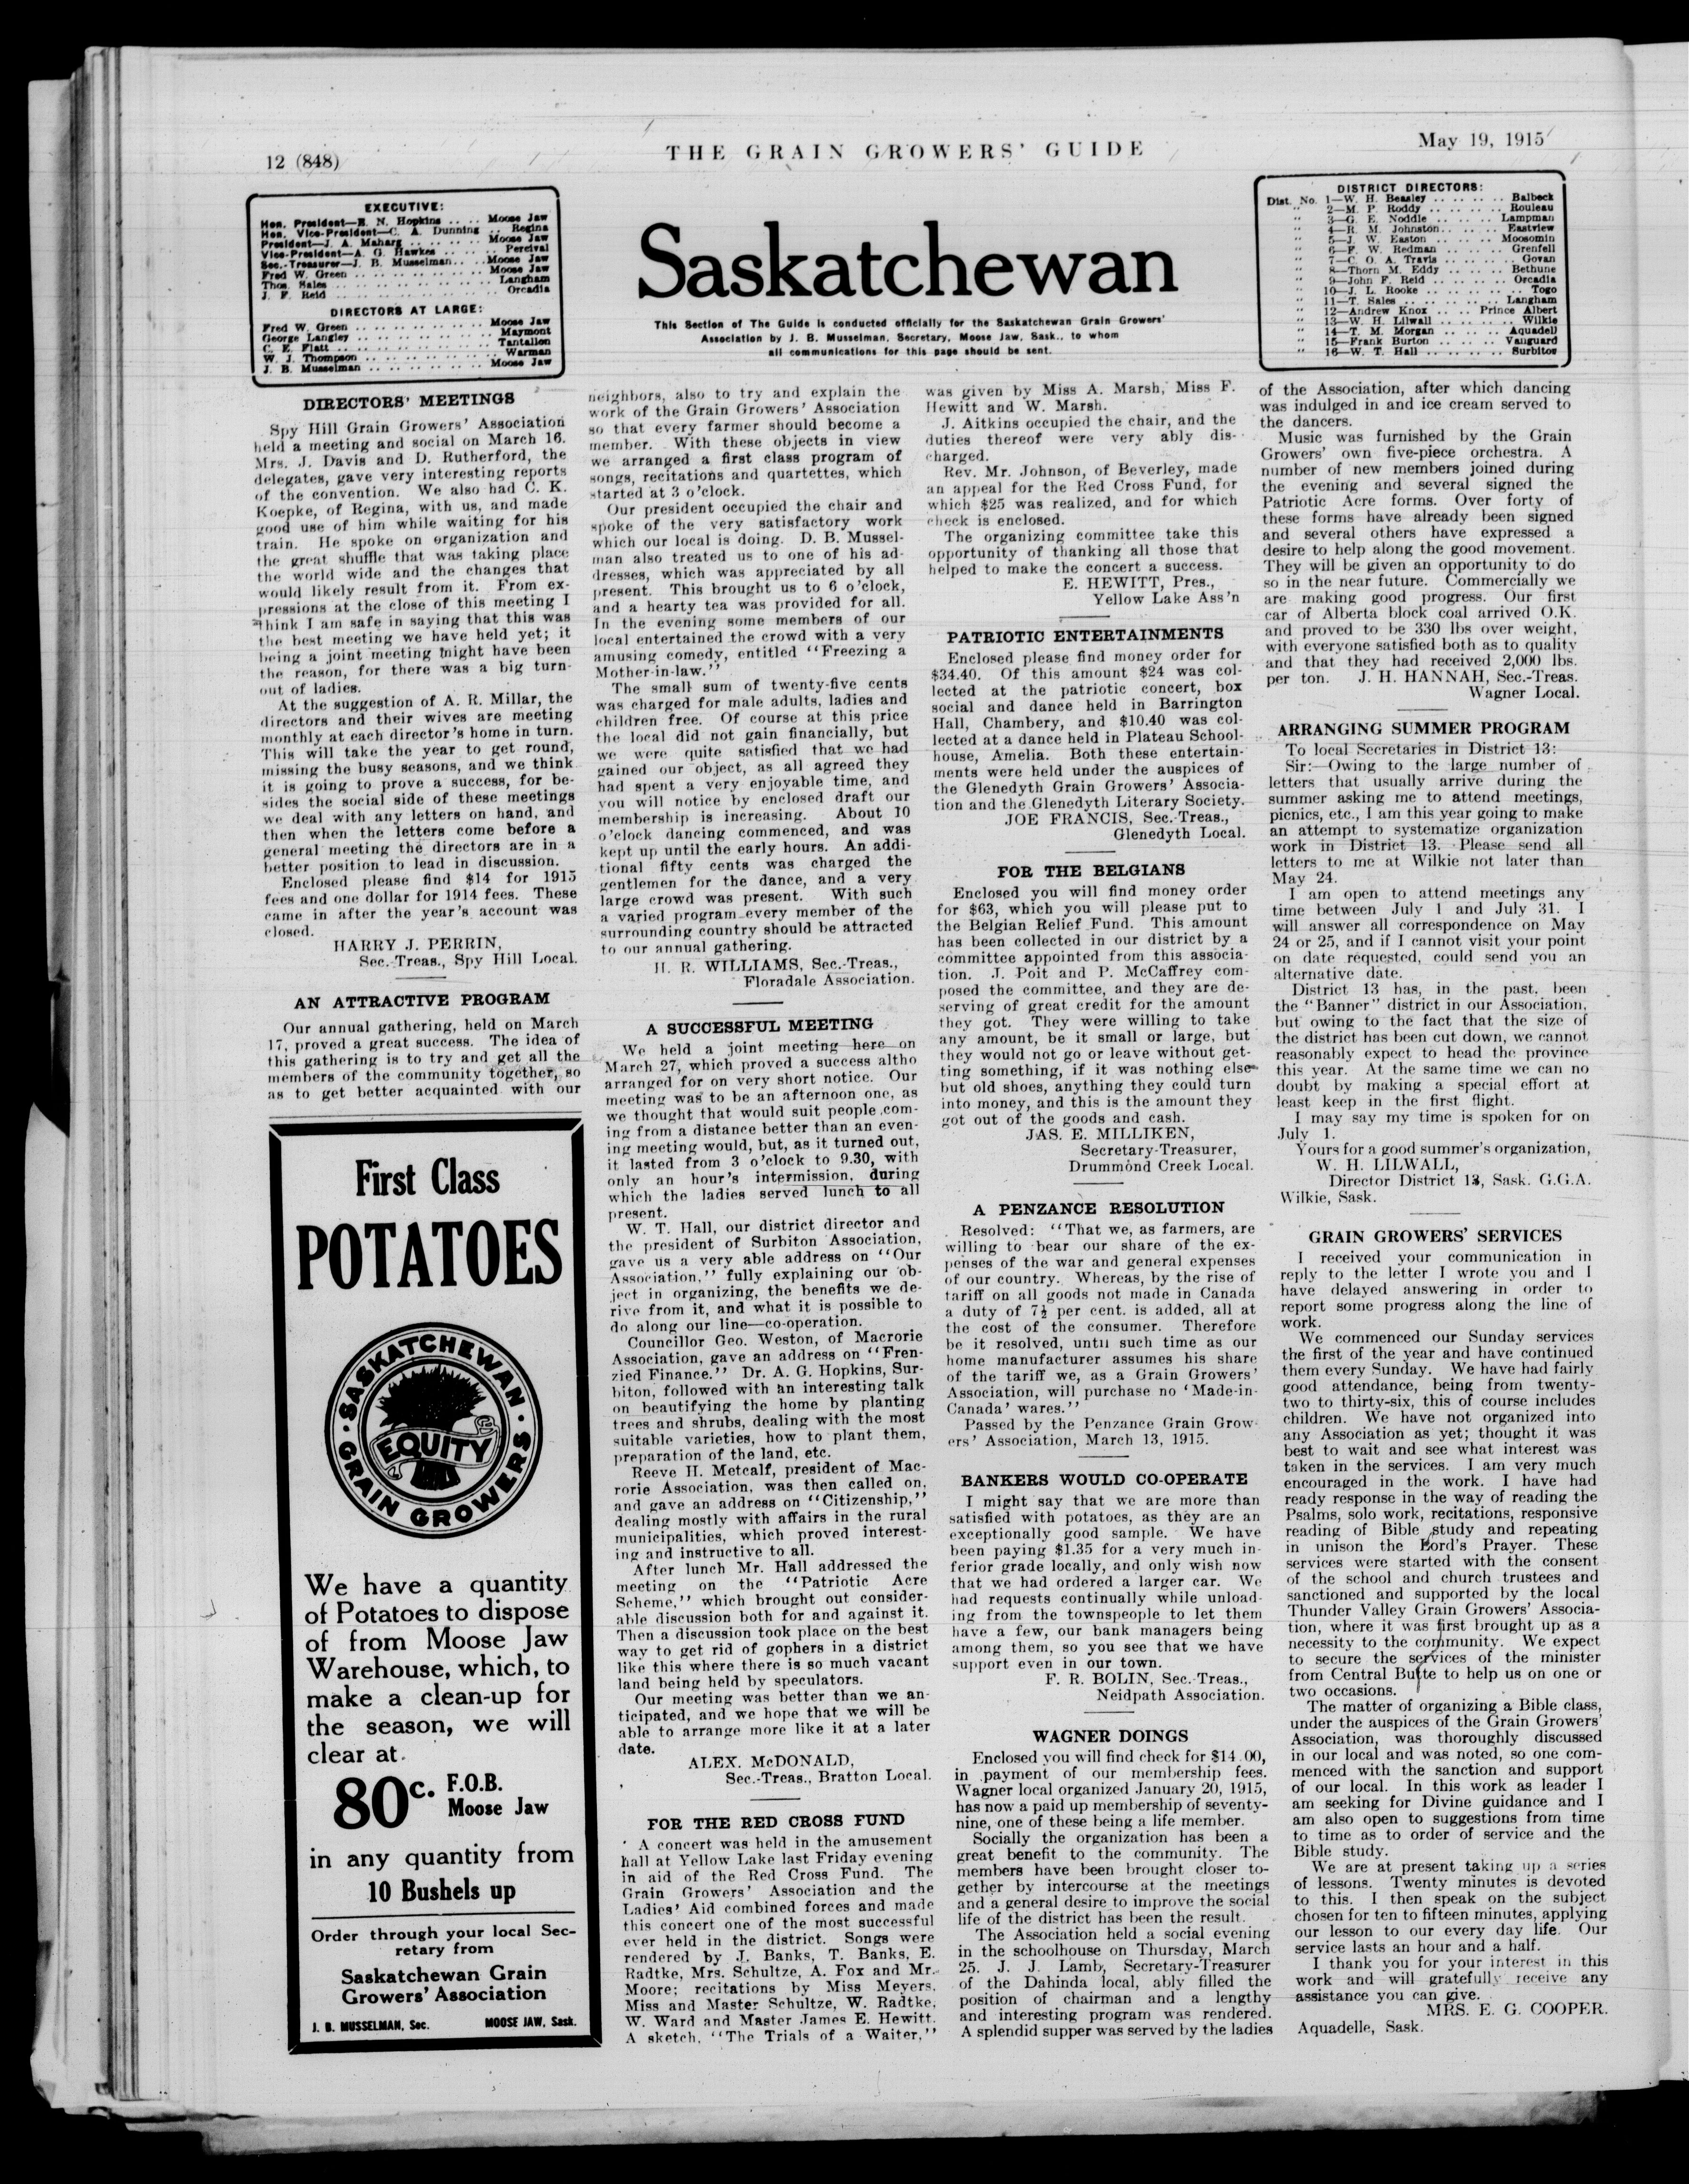 12 (848)
THE GRAIN GROWERS' GUIDE
May 19, 1915
EXECUTIVE:
Hon. President—E. N. Hopkins .. .. Moose Jaw
Hon. Vice-President—C. A. Dunning .. Regina
President—J. A. Maharg .. .. .. .. Moose Jaw
Vice-President—A. G. Hawkes .. .. .. Percival
Sec.-Treasurer—J. B. Musselman.. ..Moose Jaw
Fred W. Green .. .. .. .. .. .. .. Moose Jaw
Thos. Sales .. .. .. .. .. .. .. .. Langham
J. F. Reid .. .. .. .. .. .. .. .. Orcadia
DIRECTORS AT LARGE:
Fred W. Green .. .. .. .. .. .. .. Moose Jaw
George Langley .. .. .. .. .. .. .. Maymont
C. E. Flatt .. .. .. .. .. .. .. .. Tantallon
W. J. Thompson .. .. .. .. .. .. .. Warman
J. B. Musselman .. .. .. .. .. .. Moose Jaw
Saskatchewan
This Section of The Guide is conducted officially for the Saskatchewan Grain Growers'
Association by J. B. Musselman, Secretary, Moose Jaw, Sask., to whom
all communications for this page should be sent.
DISTRICT DIRECTORS:
Dist. No. 1—W. H. Beasley .. .. .. .. Balbeck
" 2—M. P. Roddy .. .. .. .. .. Rouleau
" 3—G. E. Noddle .. .. .. .. Lampman
" 4—R. M. Johnston.. .. .. .. Eastview
" 5—J. W. Easton .. .. .. .. Moosomin
" 6—F. W. Redman .. .. .. .. Grenfell
" 7—C. O. A. Travis .. .. .. .. Govan
" 8—Thorn M. Eddy .. .. .. .. Bethune
" 9—John F. Reid .. .. .. .. .. Orcadia
" 10—J. L. Rooke .. .. .. .. .. Togo
" 11—T. Sales .. .. .. .. .. Langham
" 12—Andrew Knox .. .. Prince Albert
" 13—W. H. Lilwall .. .. .. .. Wilkie
" 14—T. M. Morgan .. .. .. Aquadell
" 15—Frank Burton .. .. .. Vanguard
" 16—W. T. Hall .. .. .. .. Surbiton
DIRECTORS' MEETINGS
Spy Hill Grain Growers' Association
held a meeting and social on March 16.
Mrs. J. Davis and D. Rutherford, the
delegates, gave very interesting reports
of the convention. We also had C. K.
Koepke, of Regina, with us, and made
good use of him while waiting for his
train. He spoke on organization and
the great shuffle that was taking place
the world wide and the changes that
would likely result from it. From ex-
pressions at the close of this meeting I
think I am safe in saying that this was
the best meeting we have held yet; it
being a joint meeting might have been
the reason, for there was a big turn-
out of ladies.
At the suggestion of A. R. Millar, the
directors and their wives are meeting
monthly at each director's home in turn.
This will take the year to get round,
missing the busy seasons, and we think
it is going to prove a success, for be-
sides the social side of these meetings
we deal with any letters on hand, and
then when the letters come before a
general meeting the directors are in a
better position to lead in discussion.
Enclosed please find $14 for 1915
fees and one dollar for 1914 fees. These
came in after the year's account was
closed.
HARRY J. PERRIN,
Sec.-Treas., Spy Hill Local.
AN ATTRACTIVE PROGRAM
Our annual gathering, held on March
17, proved a great success. The idea of
this gathering is to try and get all the
members of the community together, so
as to get better acquainted with our
First Class
POTATOES
SASKATCHEWAN
EQUITY
GRAIN GROWERS
We have a quantity
of Potatoes to dispose
of from Moose Jaw
Warehouse, which, to
make a clean-up for
the season, we will
clear at
80c. F.O.B.
Moose Jaw
in any quantity from
10 Bushels up
Order through your local Sec-
retary from
Saskatchewan Grain
Growers' Association
J. B. MUSSELMAN, Sec. MOOSE JAW, Sask.
neighbors, also to try and explain the
work of the Grain Growers' Association
so that every farmer should become a
member. With these objects in view
we arranged a first class program of
songs, recitations and quartettes, which
started at 3 o'clock.
Our president occupied the chair and
spoke of the very satisfactory work
which our local is doing. D. B. Mussel-
man also treated us to one of his ad-
dresses, which was appreciated by all
present. This brought us to 6 o'clock,
and a hearty tea was provided for all.
In the evening some members of our
local entertained the crowd with a very
amusing comedy, entitled "Freezing a
Mother-in-law."
The small sum of twenty-five cents
was charged for male adults, ladies and
children free. Of course at this price
the local did not gain financially, but
we were quite satisfied that we had
gained our object, as all agreed they
had spent a very enjoyable time, and
you will notice by enclosed draft our
membership is increasing. About 10
o'clock dancing commenced, and was
kept up until the early hours. An addi-
tional fifty cents was charged the
gentlemen for the dance, and a very
large crowd was present. With such
a varied program every member of the
surrounding country should be attracted
to our annual gathering.
H. R. WILLIAMS, Sec.-Treas.,
Floradale Association.
A SUCCESSFUL MEETING
We held a joint meeting here on
March 27, which proved a success altho
arranged for on very short notice. Our
meeting was to be an afternoon one, as
we thought that would suit people com-
ing from a distance better than an even-
ing meeting would, but, as it turned out,
it lasted from 3 o'clock to 9.30, with
only an hour's intermission, during
which the ladies served lunch to all
present.
W. T. Hall, our district director and
the president of Surbiton Association,
gave us a very able address on "Our
Association," fully explaining our ob-
ject in organizing, the benefits we de-
rive from it, and what it is possible to
do along our line—co-operation.
Councillor Geo. Weston, of Macrorie
Association, gave an address on "Fren-
zied Finance." Dr. A. G. Hopkins, Sur-
biton, followed with an interesting talk
on beautifying the home by planting
trees and shrubs, dealing with the most
suitable varieties, how to plant them,
preparation of the land, etc.
Reeve H. Metcalf, president of Mac-
rorie Association, was then called on,
and gave an address on "Citizenship,"
dealing mostly with affairs in the rural
municipalities, which proved interest-
ing and instructive to all.
After lunch Mr. Hall addressed the
meeting on the "Patriotic Acre
Scheme," which brought out consider-
able discussion both for and against it.
Then a discussion took place on the best
way to get rid of gophers in a district
like this where there is so much vacant
land being held by speculators.
Our meeting was better than we an-
ticipated, and we hope that we will be
able to arrange more like it at a later
date.
ALEX. McDONALD,
Sec.-Treas., Bratton Local.
FOR THE RED CROSS FUND
A concert was held in the amusement
hall at Yellow Lake last Friday evening
in aid of the Red Cross Fund. The
Grain Growers' Association and the
Ladies' Aid combined forces and made
this concert one of the most successful
ever held in the district. Songs were
rendered by J. Banks, T. Banks, E.
Radtke, Mrs. Schultze, A. Fox and Mr.
Moore; recitations by Miss Meyers,
Miss and Master Schultze, W. Radtke,
W. Ward and Master James E. Hewitt.
A sketch, "The Trials of a Waiter,"
was given by Miss A. Marsh, Miss F.
Hewitt and W. Marsh.
J. Aitkins occupied the chair, and the
duties thereof were very ably dis-
charged.
Rev. Mr. Johnson, of Beverley, made
an appeal for the Red Cross Fund, for
which $25 was realized, and for which
check is enclosed.
The organizing committee take this
opportunity of thanking all those that
helped to make the concert a success.
E. HEWITT, Pres.,
Yellow Lake Ass'n
PATRIOTIC ENTERTAINMENTS
Enclosed please find money order for
$34.40. Of this amount $24 was col-
lected at the patriotic concert, box
social and dance held in Barrington
Hall, Chambery, and $10.40 was col-
lected at a dance held in Plateau School-
house, Amelia. Both these entertain-
ments were held under the auspices of
the Glenedyth Grain Growers' Associa-
tion and the Glenedyth Literary Society.
JOE FRANCIS, Sec.-Treas.,
Glenedyth Local.
FOR THE BELGIANS
Enclosed you will find money order
for $63, which you will please put to
the Belgian Relief Fund. This amount
has been collected in our district by a
committee appointed from this associa-
tion. J. Poit and P. McCaffrey com-
posed the committee, and they are de-
serving of great credit for the amount
they got. They were willing to take
any amount, be it small or large, but
they would not go or leave without get-
ting something, if it was nothing else
but old shoes, anything they could turn
into money, and this is the amount they
got out of the goods and cash.
JAS. E. MILLIKEN,
Secretary-Treasurer,
Drummond Creek Local.
A PENZANCE RESOLUTION
Resolved: "That we, as farmers, are
willing to bear our share of the ex-
penses of the war and general expenses
of our country. Whereas, by the rise of
tariff on all goods not made in Canada
a duty of 7½ per cent. is added, all at
the cost of the consumer. Therefore
be it resolved, until such time as our
home manufacturer assumes his share
of the tariff we, as a Grain Growers'
Association, will purchase no 'Made-in-
Canada' wares."
Passed by the Penzance Grain Grow-
ers' Association, March 13, 1915.
BANKERS WOULD CO-OPERATE
I might say that we are more than
satisfied with potatoes, as they are an
exceptionally good sample. We have
been paying $1.35 for a very much in-
ferior grade locally, and only wish now
that we had ordered a larger car. We
had requests continually while unload-
ing from the townspeople to let them
have a few, our bank managers being
among them, so you see that we have
support even in our town.
F. R. BOLIN, Sec.-Treas.,
Neidpath Association.
WAGNER DOINGS
Enclosed you will find check for $14.00,
in payment of our membership fees.
Wagner local organized January 20, 1915,
has now a paid up membership of seventy-
nine, one of these being a life member.
Socially the organization has been a
great benefit to the community. The
members have been brought closer to-
gether by intercourse at the meetings
and a general desire to improve the social
life of the district has been the result.
The Association held a social evening
in the schoolhouse on Thursday, March
25. J. J. Lamb, Secretary-Treasurer
of the Dahinda local, ably filled the
position of chairman and a lengthy
and interesting program was rendered.
A splendid supper was served by the ladies
of the Association, after which dancing
was indulged in and ice cream served to
the dancers.
Music was furnished by the Grain
Growers' own five-piece orchestra. A
number of new members joined during
the evening and several signed the
Patriotic Acre forms. Over forty of
these forms have already been signed
and several others have expressed a
desire to help along the good movement.
They will be given an opportunity to do
so in the near future. Commercially we
are making good progress. Our first
car of Alberta block coal arrived O.K.
and proved to be 330 lbs over weight,
with everyone satisfied both as to quality
and that they had received 2,000 lbs.
per ton. J. H. HANNAH, Sec.-Treas.
Wagner Local.
ARRANGING SUMMER PROGRAM
To local Secretaries in District 13:
Sir:—Owing to the large number of
letters that usually arrive during the
summer asking me to attend meetings,
picnics, etc., I am this year going to make
an attempt to systematize organization
work in District 13. Please send all
letters to me at Wilkie not later than
May 24.
I am open to attend meetings any
time between July 1 and July 31. I
will answer all correspondence on May
24 or 25, and if I cannot visit your point
on date requested, could send you an
alternative date.
District 13 has, in the past, been
the "Banner" district in our Association,
but owing to the fact that the size of
the district has been cut down, we cannot
reasonably expect to head the province
this year. At the same time we can no
doubt by making a special effort at
least keep in the first flight.
I may say my time is spoken for on
July 1.
Yours for a good summer's organization,
W. H. LILWALL,
Director District 13, Sask. G.G.A.
Wilkie, Sask.
GRAIN GROWERS' SERVICES
I received your communication in
reply to the letter I wrote you and I
have delayed answering in order to
report some progress along the line of
work.
We commenced our Sunday services
the first of the year and have continued
them every Sunday. We have had fairly
good attendance, being from twenty-
two to thirty-six, this of course includes
children. We have not organized into
any Association as yet; thought it was
best to wait and see what interest was
taken in the services. I am very much
encouraged in the work. I have had
ready response in the way of reading the
Psalms, solo work, recitations, responsive
reading of Bible study and repeating
in unison the Lord's Prayer. These
services were started with the consent
of the school and church trustees and
sanctioned and supported by the local
Thunder Valley Grain Growers' Associa-
tion, where it was first brought up as a
necessity to the community. We expect
to secure the services of the minister
from Central Butte to help us on one or
two occasions.
The matter of organizing a Bible class,
under the auspices of the Grain Growers'
Association, was thoroughly discussed
in our local and was noted, so one com-
menced with the sanction and support
of our local. In this work as leader I
am seeking for Divine guidance and I
am also open to suggestions from time
to time as to order of service and the
Bible study.
We are at present taking up a series
of lessons. Twenty minutes is devoted
to this. I then speak on the subject
chosen for ten to fifteen minutes, applying
our lesson to our every day life. Our
service lasts an hour and a half.
I thank you for your interest in this
work and will gratefully receive any
assistance you can give.
MRS. E. G. COOPER.
Aquadelle, Sask.